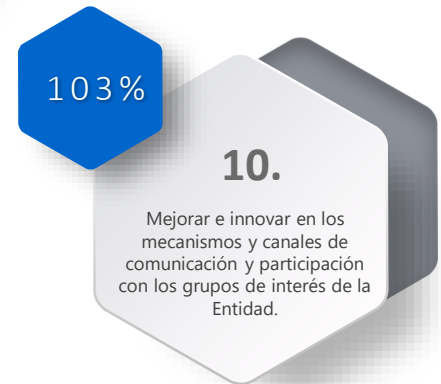 103%
10.
Mejorar e innovar en los
mecanismos y canales de
comunicación y participación
con los grupos de interés de la
Entidad.